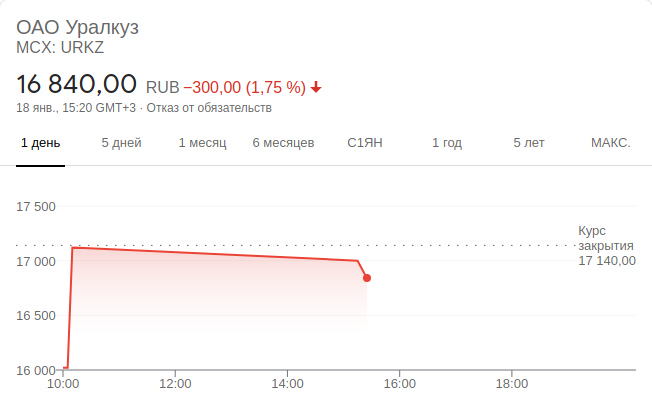 ОАО Уралкуз
MCX: URKZ
16 840,00 RUB −300,00 (1,75 %)
18 янв., 15:20 GMT+3 · Отказ от обязательств
1 день 5 дней 1 месяц 6 месяцев С1ЯН 1 год 5 лет МАКС.
17 500
Курс
закрытия
17 000 17 140,00
16 500
16 000
10:00 12:00 14:00 16:00 18:00